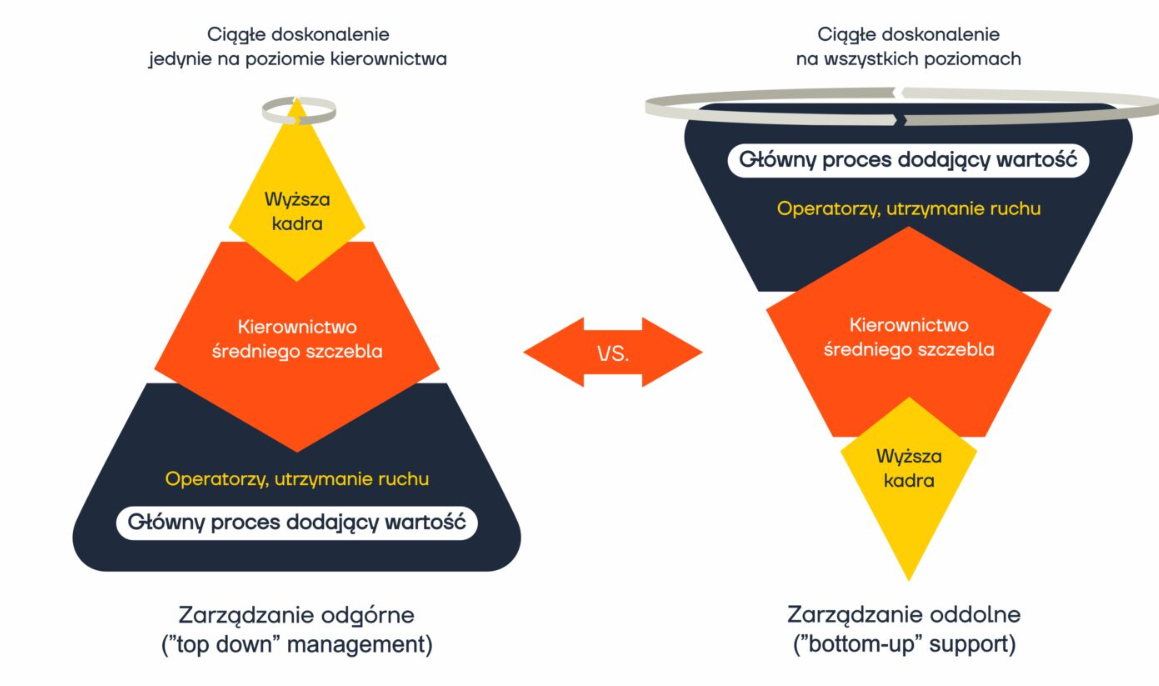 Ciągłe doskonalenie
jedynie na poziomie kierownictwa
Wyższa
kadra
Kierownictwo
średniego szczebla
Operatorzy, utrzymanie ruchu
Główny proces dodający wartość
Zarządzanie odgórne
("top down" management)
VS.
Ciągłe doskonalenie
na wszystkich poziomach
Główny proces dodający wartość
Operatorzy, utrzymanie ruchu
Kierownictwo
średniego szczebla
Wyższa
kadra
Zarządzanie oddolne
("bottom-up" support)